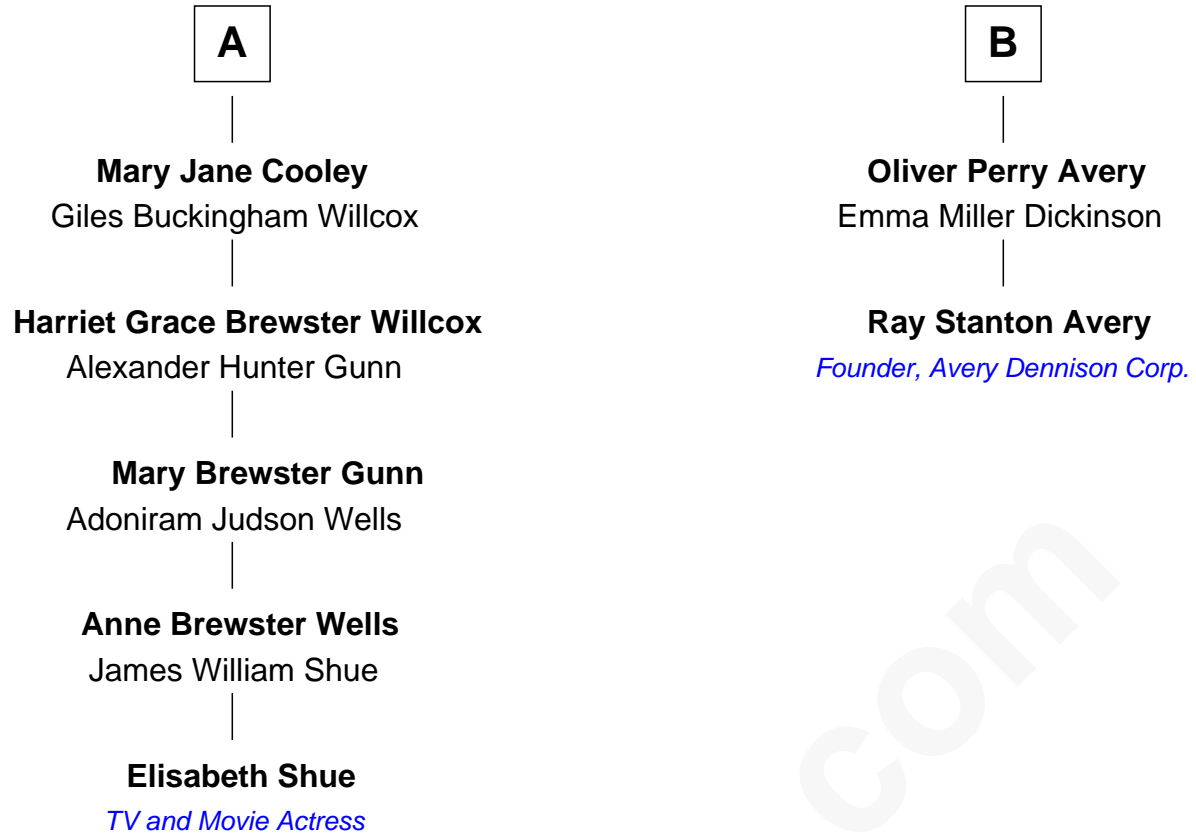 A
Mary Jane Cooley
Giles Buckingham Willcox
Harriet Grace Brewster Willcox
Alexander Hunter Gunn
Mary Brewster Gunn
Adoniram Judson Wells
Anne Brewster Wells
James William Shue
Elisabeth Shue
TV and Movie Actress
B
Oliver Perry Avery
Emma Miller Dickinson
Ray Stanton Avery
Founder, Avery Dennison Corp.
com